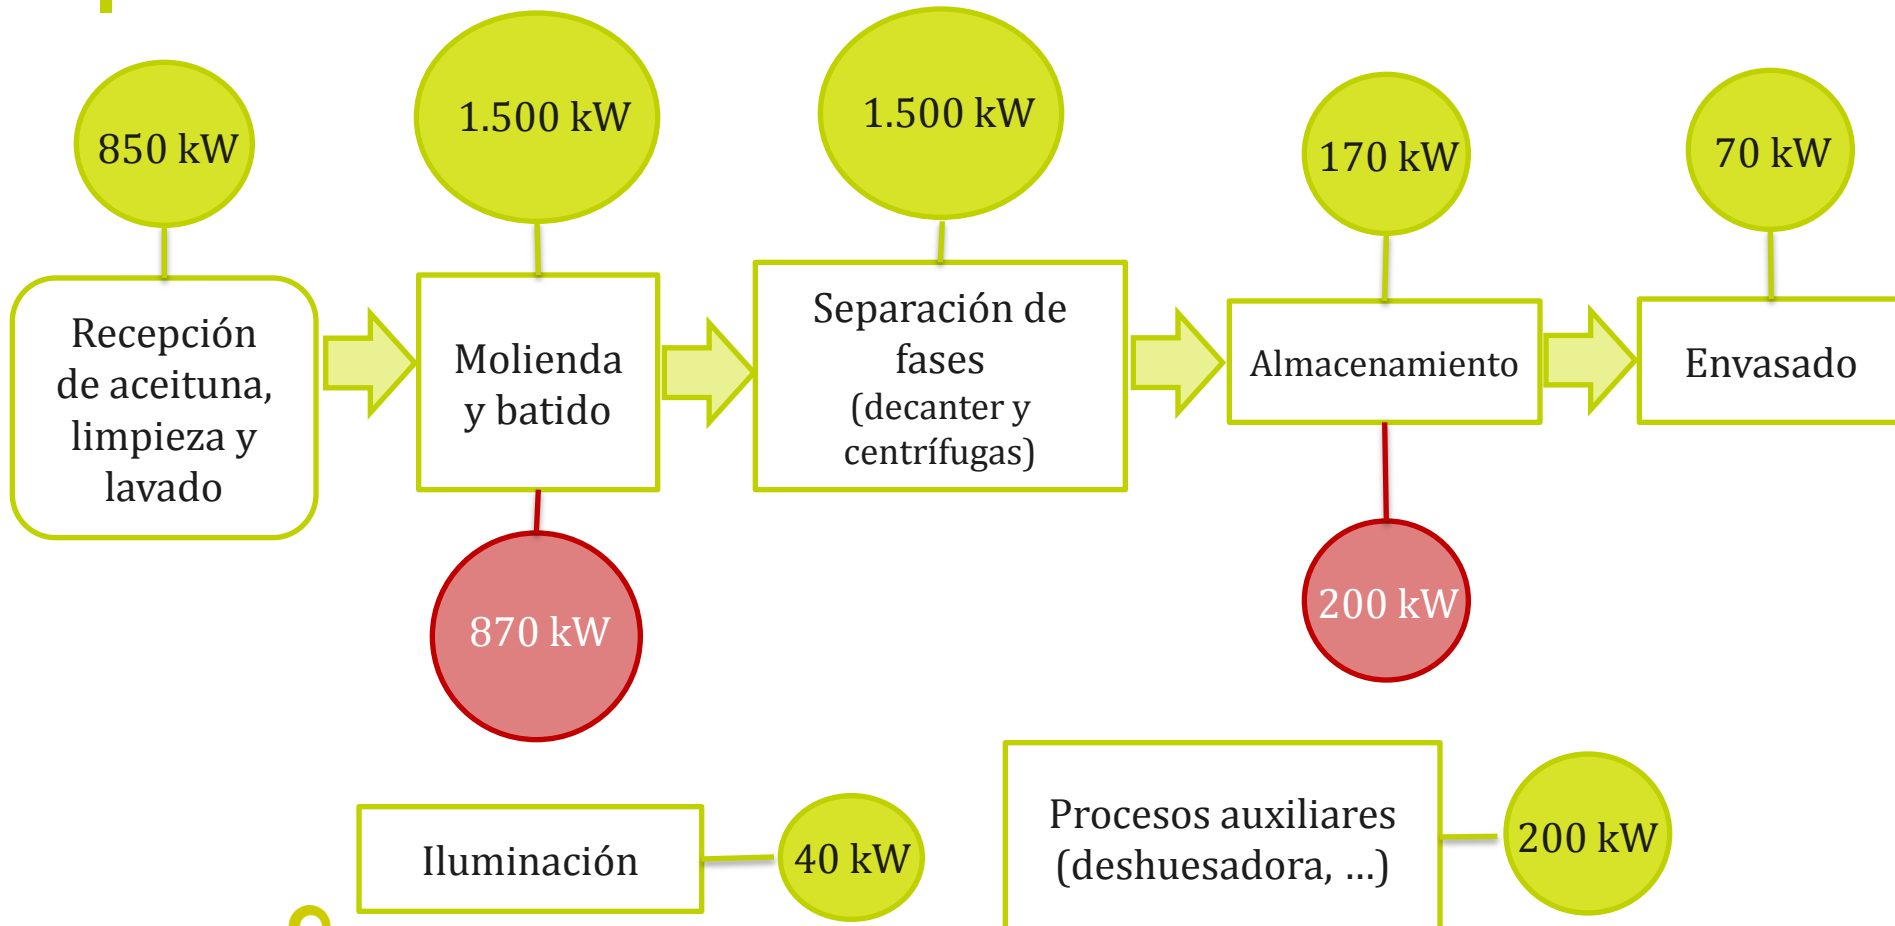 850 kW
1.500 kW
1.500 kW
170 kW
70 kW
Recepción
de aceituna,
limpieza y
lavado
Molienda
y batido
Separación de
fases
(decanter y
centrífugas)
Almacenamiento
Envasado
870 kW
200 kW
Iluminación
40 kW
Procesos auxiliares
(deshuesadora, ...)
200 kW